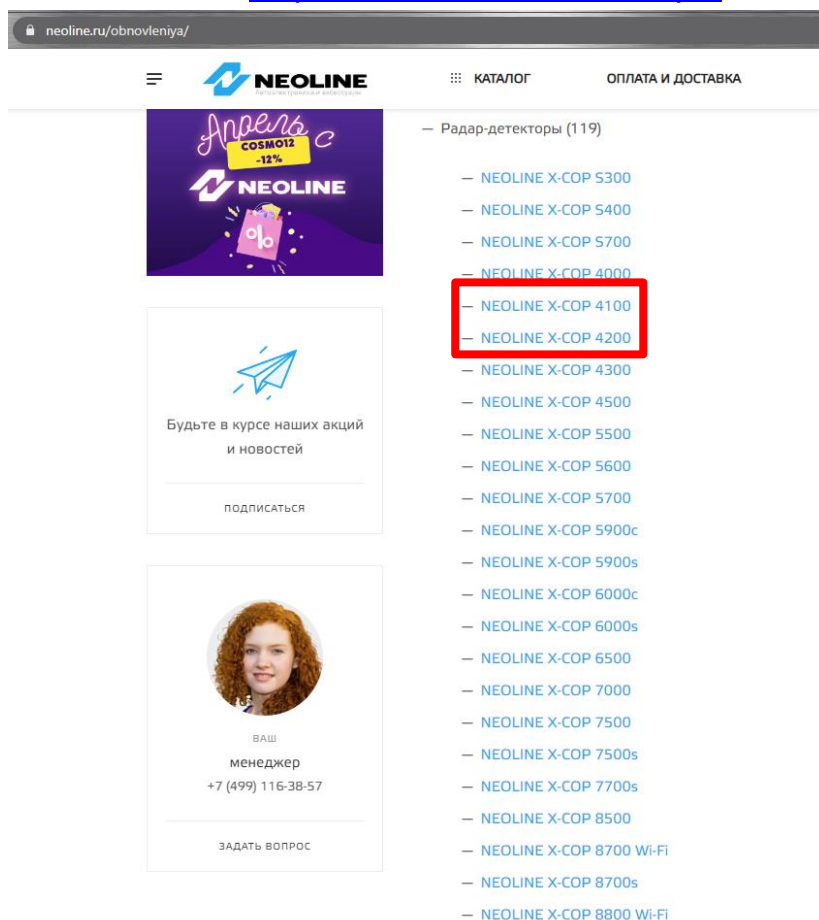 neoline.ru/obnovleniya/
NEOLINE
КАТАЛОГ
ОПЛАТА И ДОСТАВКА
Апрель с
COSMO12
-12%
NEOLINE
%
Будьте в курсе наших акций
и новостей
ПОДПИСАТЬСЯ
ВАШ
менеджер
+7 (499) 116-38-57
ЗАДАТЬ ВОПРОС
— Радар-детекторы (119)
— NEOLINE X-COP S300
— NEOLINE X-COP S400
— NEOLINE X-COP S700
— NEOLINE X-COP 4000
— NEOLINE X-COP 4100
— NEOLINE X-COP 4200
— NEOLINE X-COP 4300
— NEOLINE X-COP 4500
— NEOLINE X-COP 5500
— NEOLINE X-COP 5600
— NEOLINE X-COP 5700
— NEOLINE X-COP 5900c
— NEOLINE X-COP 5900s
— NEOLINE X-COP 6000c
— NEOLINE X-COP 6000s
— NEOLINE X-COP 6500
— NEOLINE X-COP 7000
— NEOLINE X-COP 7500
— NEOLINE X-COP 7500s
— NEOLINE X-COP 7700s
— NEOLINE X-COP 8500
— NEOLINE X-COP 8700 Wi-Fi
— NEOLINE X-COP 8700s
— NEOLINE X-COP 8800 Wi-Fi